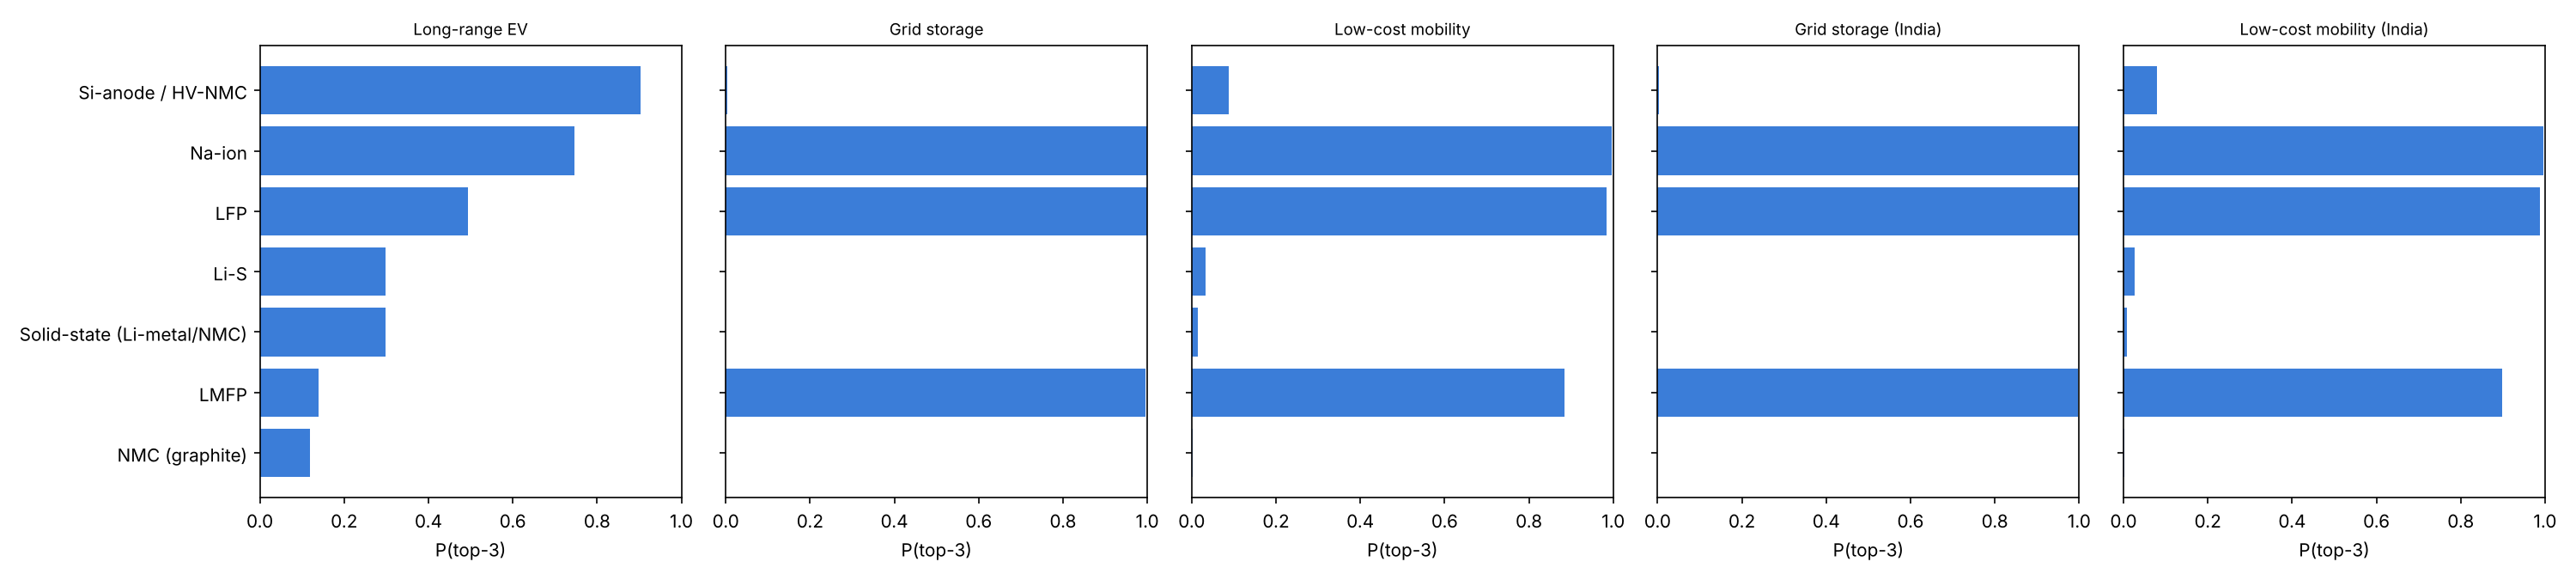 Long-range EV
Grid storage
Low-cost mobility
Grid storage (India)
Low-cost mobility (India)
Si-anode / HV-NMC
Na-ion
LFP
Li-S
Solid-state (Li-metal/NMC)
LMFP
NMC (graphite)
0.0 0.2 0.4 0.6 0.8 1.0
0.0 0.2 0.4 0.6 0.8 1.0
0.0 0.2 0.4 0.6 0.8 1.0
0.0 0.2 0.4 0.6 0.8 1.0
0.0 0.2 0.4 0.6 0.8 1.0
P(top-3)
P(top-3)
P(top-3)
P(top-3)
P(top-3)